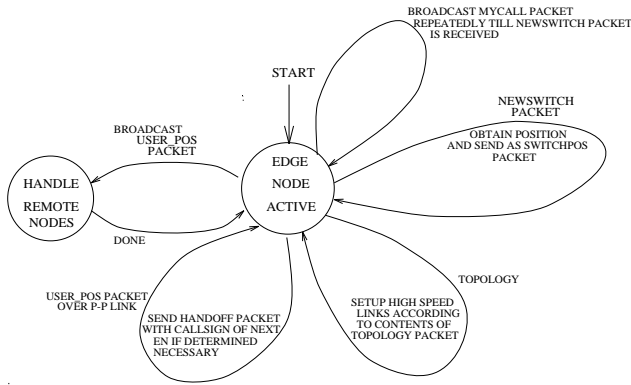 BROADCAST MYCALL PACKET
REPEATEDLY TILL NEWSWITCH PACKET
IS RECEIVED
START
NEWSWITCH
PACKET
OBTAIN POSITION
AND SEND AS SWITCHPOS
PACKET
BROADCAST
USER_POS
PACKET
EDGE
NODE
ACTIVE
HANDLE
REMOTE
NODES
DONE
USER_POS PACKET
OVER P-P LINK
SEND HANDOFF PACKET
WITH CALLSIGN OF NEXT
EN IF DETERMINED
NECESSARY
TOPOLOGY
SETUP HIGH SPEED
LINKS ACCORDING
TO CONTENTS OF
TOPOLOGY PACKET